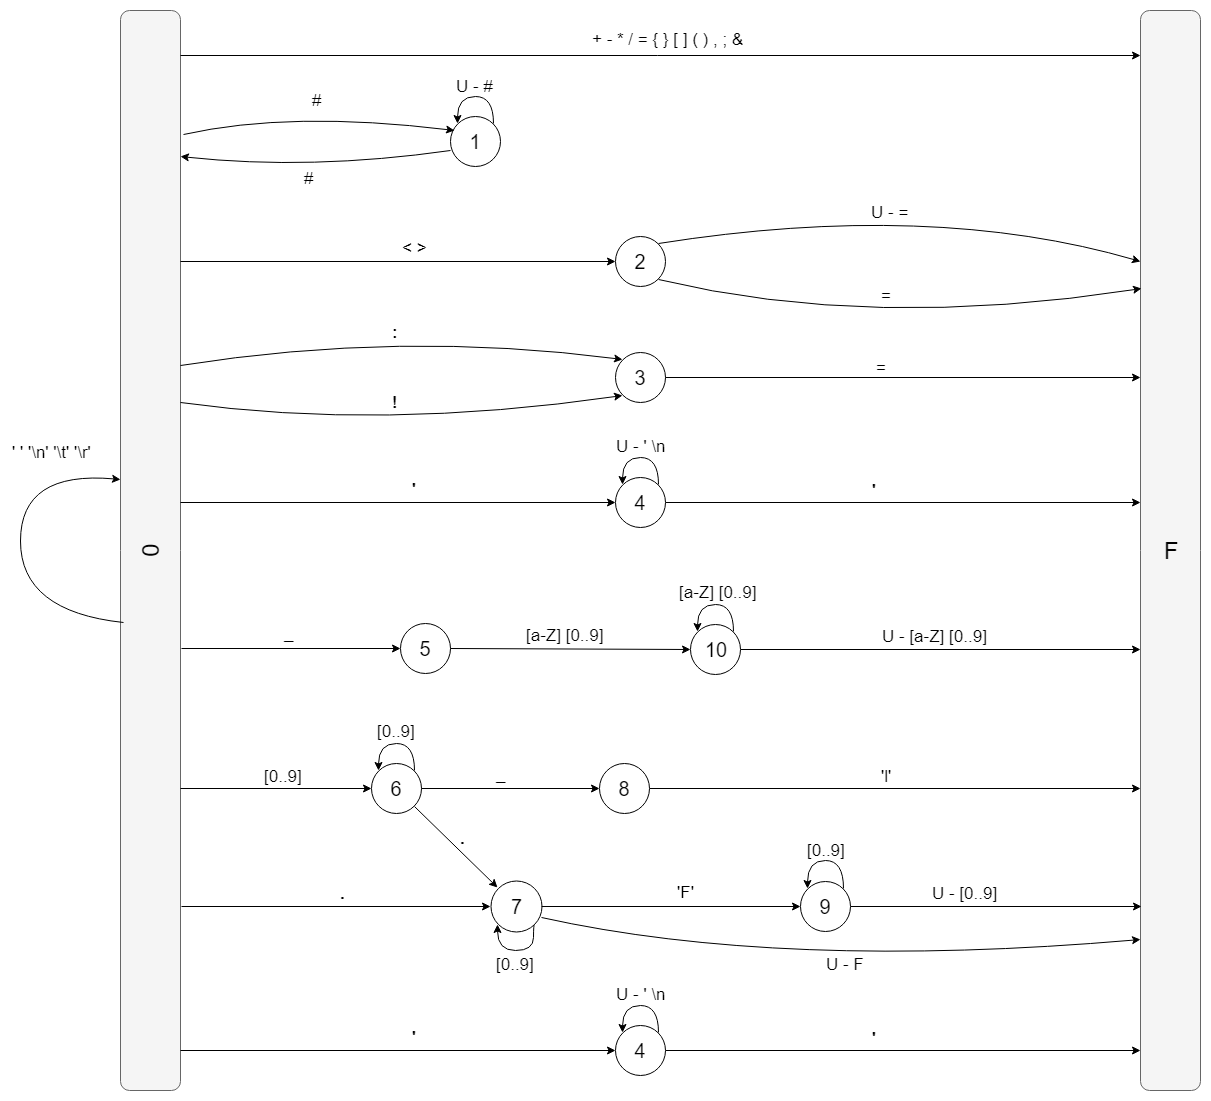 + - * / = { } [ ] ( ) , ; &
U - #
#
1
#
U - =
< >
2
=
:
3
=
!
' ' '\n' '\t' '\r'
U - ' \n
'
4
'
0
F
[a-Z] [0..9]
_
5
[a-Z] [0..9]
10
U - [a-Z] [0..9]
[0..9]
[0..9]
6
_
8
'l'
.
[0..9]
.
7
'F'
9
U - [0..9]
[0..9]
U - F
U - ' \n
'
4
'